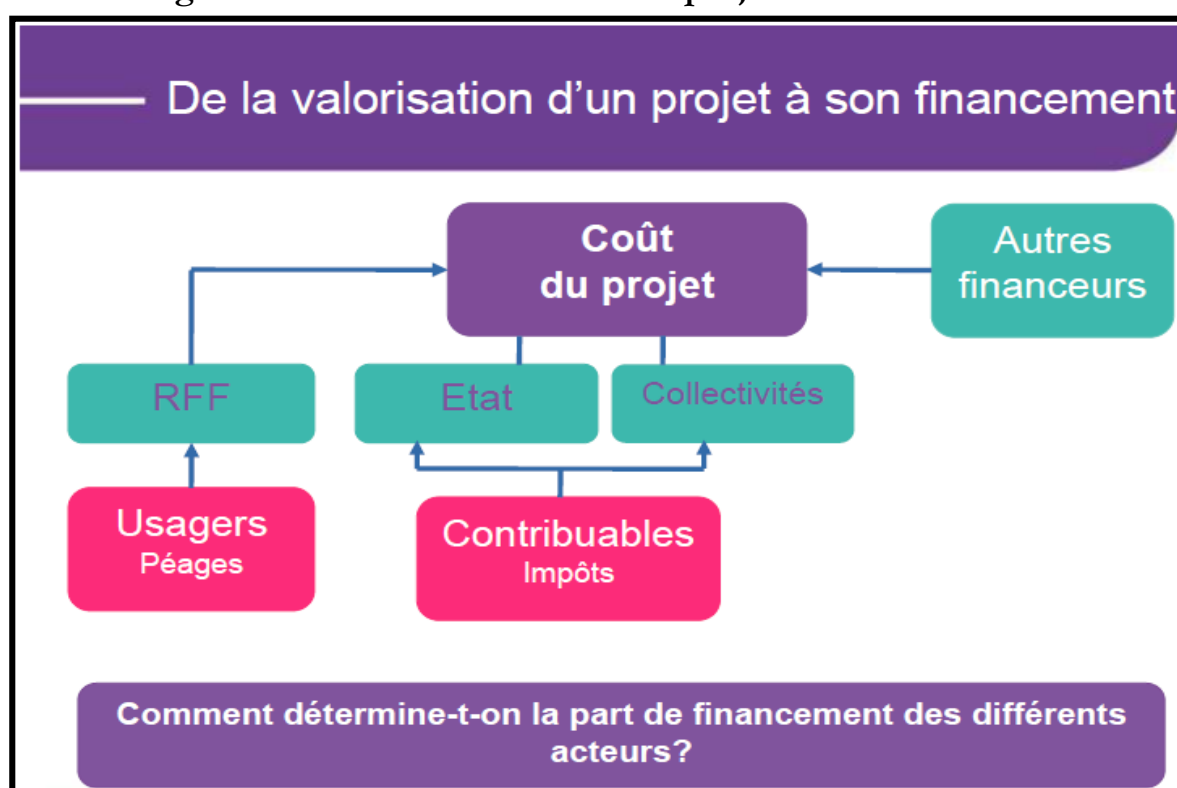 De la valorisation d’un projet à son financement
Coût
du projet
Autres
financeurs
RFF
Etat
Collectivités
Usagers
Péages
Contribuables
Impôts
Comment détermine-t-on la part de financement des différents
acteurs?